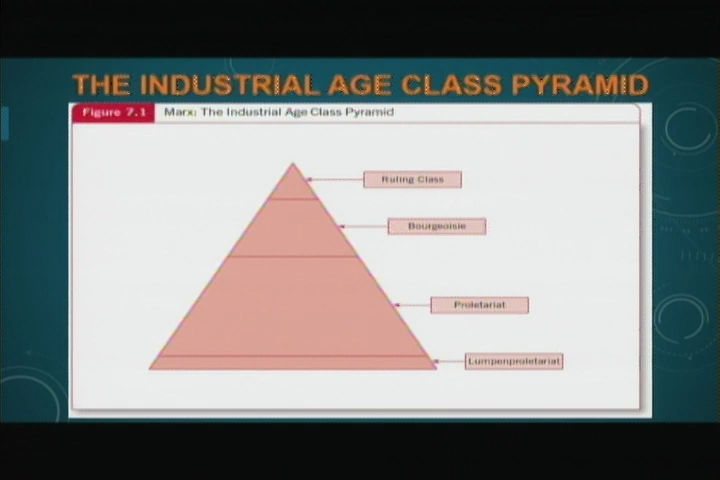 THE INDUSTRIAL AGE CLASS PYRAMID
Figure 7.1 Marx: The Industrial Age Class Pyramid
Ruling Class
Bourgeoisie
Proletariat
Lumpenproletariat